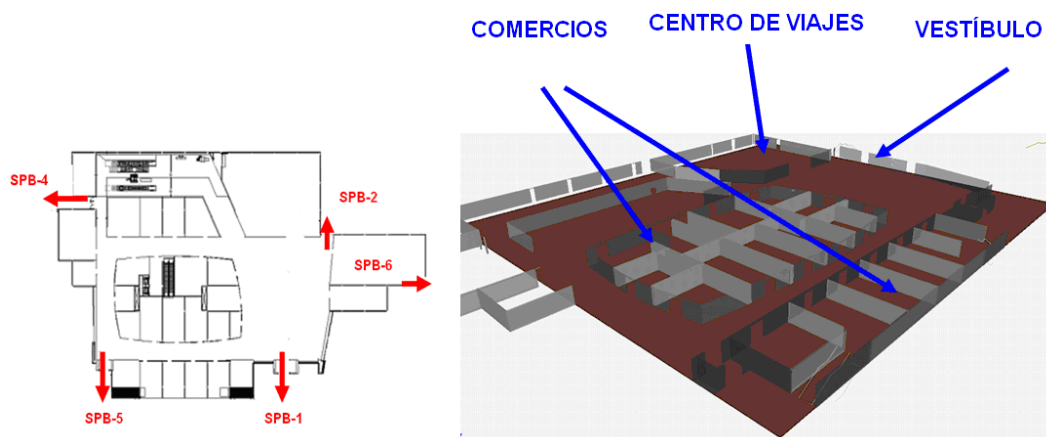 COMERCIOS
CENTRO DE VIAJES
VESTÍBULO
SPB-4
SPB-2
SPB-6
SPB-5
SPB-1